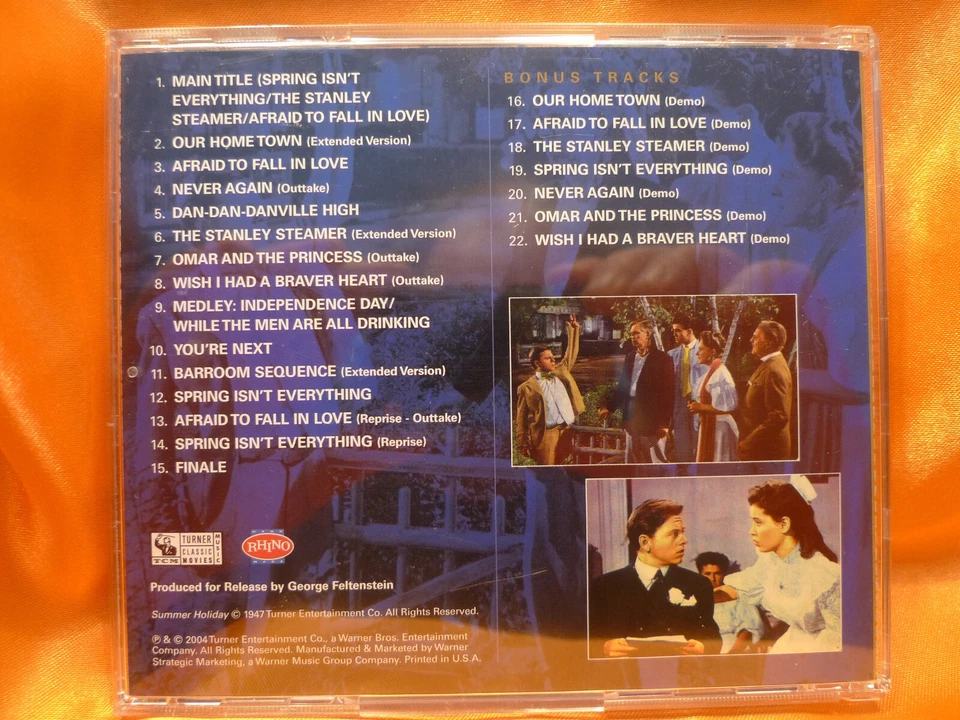 1. MAIN TITLE (SPRING ISN'T
EVERYTHING/THE STANLEY
STEAMER/AFRAID TO FALL IN LOVE)
2. OUR HOME TOWN (Extended Version)
3. AFRAID TO FALL IN LOVE
4. NEVER AGAIN (Outtake)
5. DAN-DAN-DANVILLE HIGH
6. THE STANLEY STEAMER (Extended Version)
7. OMAR AND THE PRINCESS (Outtake)
8. WISH I HAD A BRAVER HEART (Outtake)
9. MEDLEY: INDEPENDENCE DAY/
WHILE THE MEN ARE ALL DRINKING
10. YOU'RE NEXT
11. BARROOM SEQUENCE (Extended Version)
12. SPRING ISN'T EVERYTHING
13. AFRAID TO FALL IN LOVE (Reprise - Outtake)
14. SPRING ISN'T EVERYTHING (Reprise)
15. FINALE
BONUS TRACKS
16. OUR HOME TOWN (Demo)
17. AFRAID TO FALL IN LOVE (Demo)
18. THE STANLEY STEAMER (Demo)
19. SPRING ISN'T EVERYTHING (Demo)
20. NEVER AGAIN (Demo)
21. OMAR AND THE PRINCESS (Demo)
22. WISH I HAD A BRAVER HEART (Demo)
TCM
TURNER
CLASSIC
MOVIES
MUSIC
RHINO
Produced for Release by George Feltenstein
Summer Holiday © 1947 Turner Entertainment Co. All Rights Reserved.
℗ & © 2004 Turner Entertainment Co., a Warner Bros. Entertainment
Company. All Rights Reserved. Manufactured & Marketed by Warner
Strategic Marketing, a Warner Music Group Company. Printed in U.S.A.